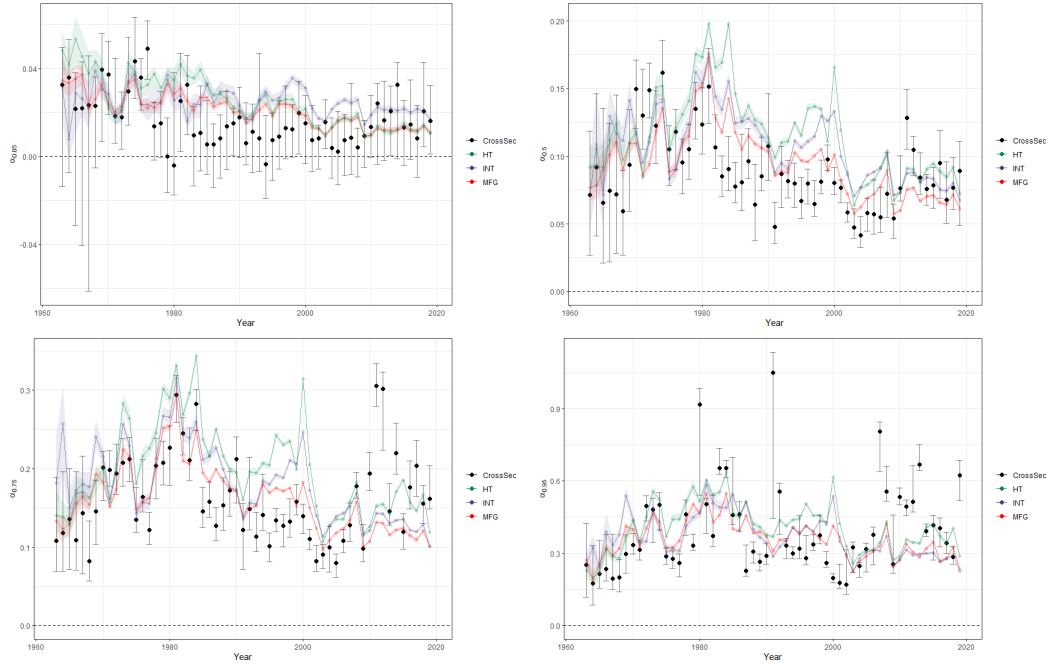 α0.05
0.04
0.00
-0.04
1960
1980
2000
2020
Year
CrossSec
HT
INT
MFG
α0.5
0.20
0.15
0.10
0.05
0.00
1960
1980
2000
2020
Year
CrossSec
HT
INT
MFG
α0.75
0.3
0.2
0.1
0.0
1960
1980
2000
2020
Year
CrossSec
HT
INT
MFG
α0.95
0.9
0.6
0.3
0.0
1960
1980
2000
2020
Year
CrossSec
HT
INT
MFG